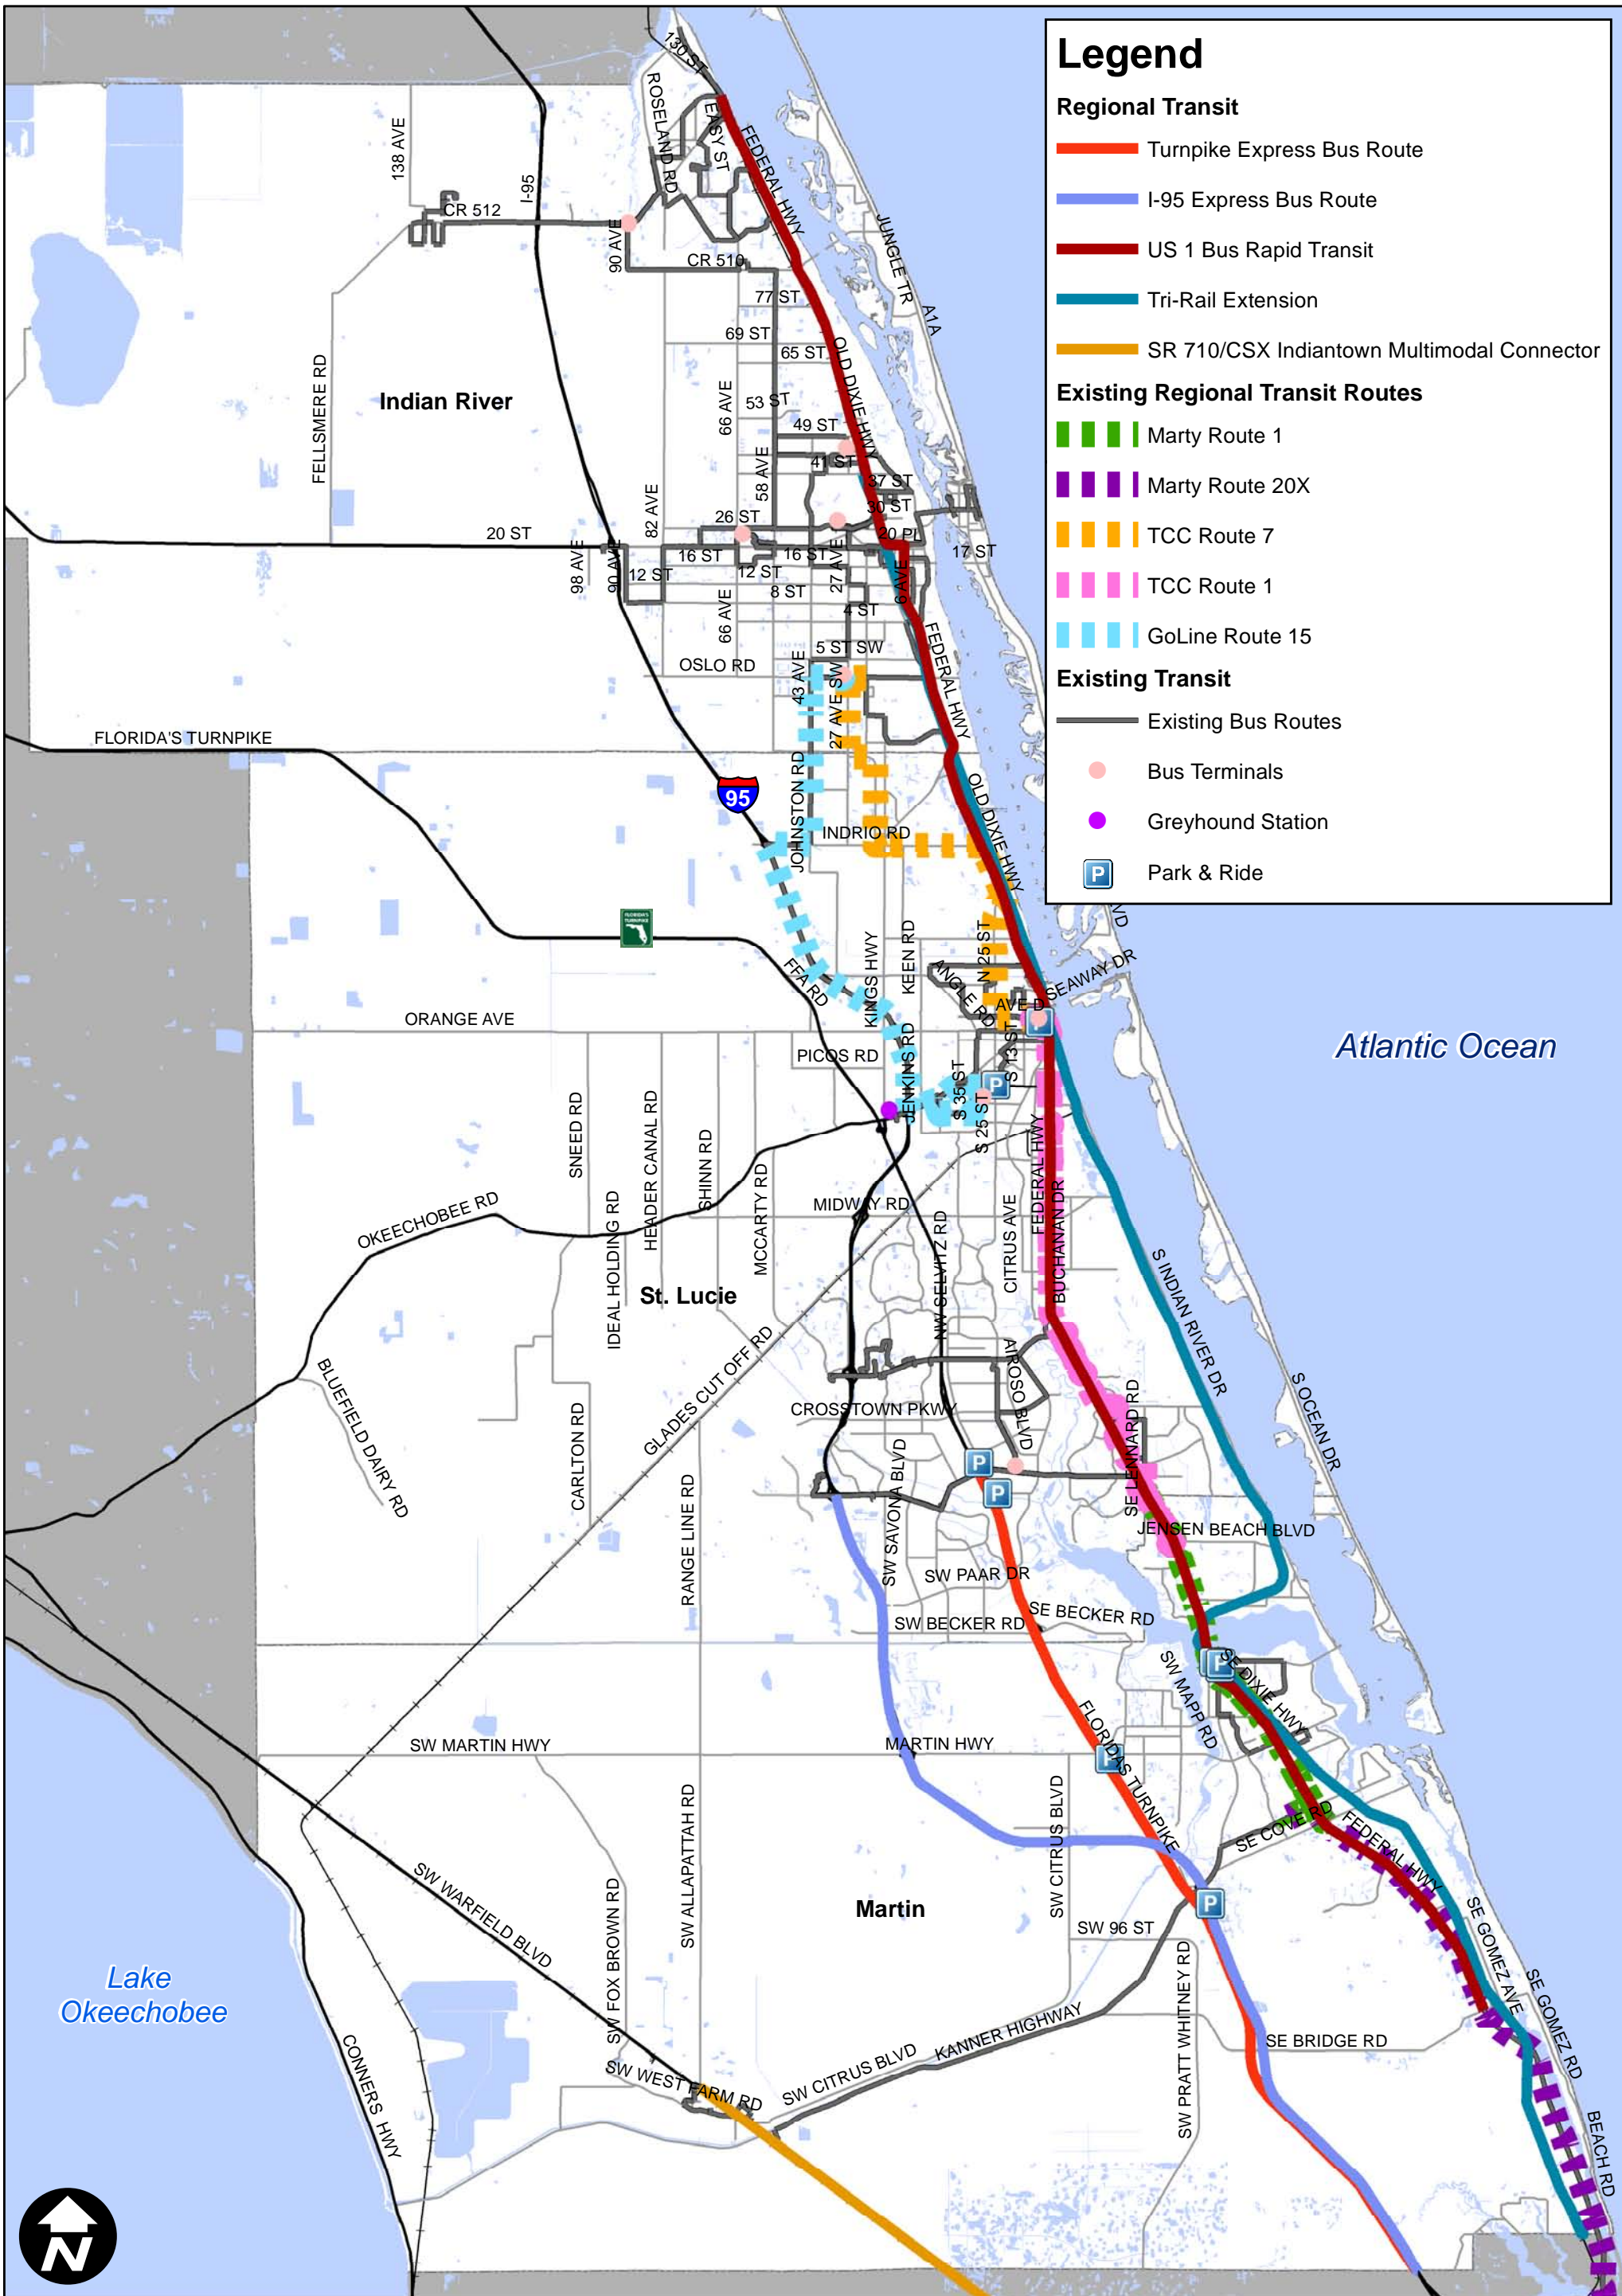 Legend
Regional Transit
Turnpike Express Bus Route
I-95 Express Bus Route
US 1 Bus Rapid Transit
Tri-Rail Extension
SR 710/CSX Indiantown Multimodal Connector
Existing Regional Transit Routes
Marty Route 1
Marty Route 20X
TCC Route 7
TCC Route 1
GoLine Route 15
Existing Transit
Existing Bus Routes
Bus Terminals
Greyhound Station
P
Park & Ride
130 ST
ROSELAND RD
EASY ST
FEDERAL HWY
138 AVE
I-95
CR 512
90 AVE
CR 510
JUNGLE TR
A1A
77 ST
69 ST
65 ST
OLD DIXIE HWY
FELLSMERE RD
Indian River
66 AVE
53 ST
49 ST
58 AVE
41 ST
37 ST
30 ST
82 AVE
26 ST
20 ST
20 PL
17 ST
98 AVE
90 AVE
16 ST
16 ST
12 ST
12 ST
27 AVE
6 AVE
8 ST
4 ST
66 AVE
5 ST SW
FEDERAL HWY
OSLO RD
43 AVE
27 AVE SW
FLORIDA'S TURNPIKE
95
JOHNSTON RD
INDRIO RD
OLD DIXIE HWY
VD
FLORIDA'S
TURNPIKE
FFA RD
KINGS HWY
KEEN RD
N 25 ST
ANGLE RD
SEAWAY DR
AVE D
P
ORANGE AVE
Atlantic Ocean
PICOS RD
JENKINS RD
S 35 ST
S 13 ST
P
S 25 ST
SNEED RD
HEADER CANAL RD
SHINN RD
MCCARTY RD
FEDERAL HWY
OKEECHOBEE RD
IDEAL HOLDING RD
MIDWAY RD
NW SELVITZ RD
CITRUS AVE
BUCHANAN DR
S INDIAN RIVER DR
St. Lucie
GLADES CUT OFF RD
BLUEFIELD DAIRY RD
CARLTON RD
AIROSO BLVD
CROSSTOWN PKWY
SE LENNARD RD
S OCEAN DR
P
P
RANGE LINE RD
SW SAVONA BLVD
JENSEN BEACH BLVD
SW PAAR DR
SW BECKER RD
SE BECKER RD
P
SW MAPP RD
SE DIXIE HWY
SW MARTIN HWY
MARTIN HWY
P
FLORIDAS TURNPIKE
SW ALLAPATTAH RD
SW CITRUS BLVD
SE COVE RD
FEDERAL HWY
SW WARFIELD BLVD
SW FOX BROWN RD
Martin
P
SW 96 ST
SE GOMEZ AVE
SE GOMEZ RD
Lake
Okeechobee
SW PRATT WHITNEY RD
SE BRIDGE RD
KANNER HIGHWAY
SW CITRUS BLVD
SW WEST FARM RD
CONNERS HWY
BEACH RD
N